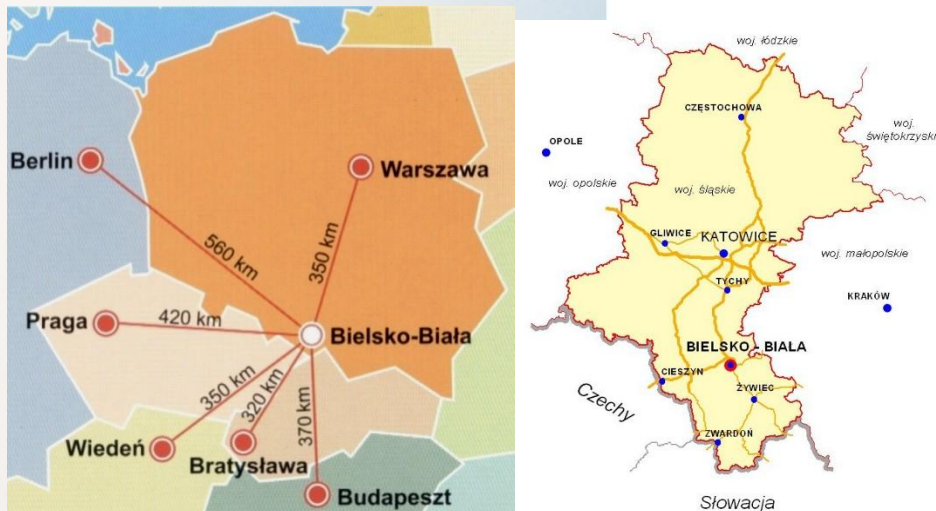 Berlin
Warszawa
560 km
350 km
Praga
420 km
Bielsko-Biała
350 km
320 km
370 km
Wiedeń
Bratysława
Budapeszt
woj. łódzkie
CZĘSTOCHOWA
woj.
świętokrzyski
OPOLE
woj. opolskie
woj. śląskie
GLIWICE
KATOWICE
woj. małopolskie
TYCHY
KRAKÓW
BIELSKO - BIALA
CIESZYN
ŻYWIEC
Czechy
ZWARDOŃ
Słowacja